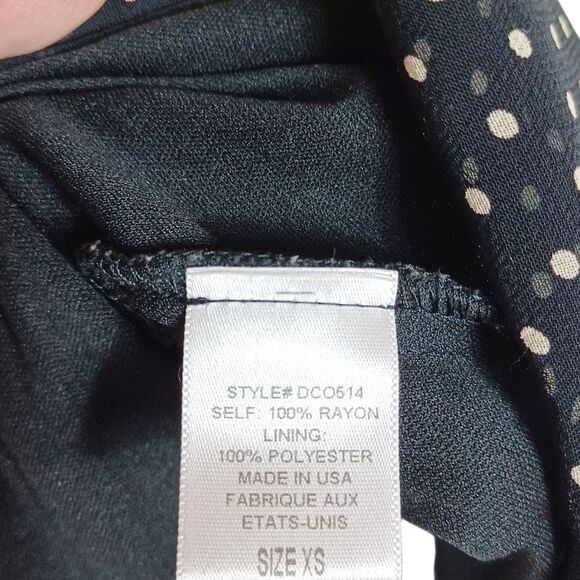 STYLE# DCO514
SELF: 100% RAYON
LINING:
100% POLYESTER
MADE IN USA
FABRIQUE AUX
ETATS-UNIS
SIZE XS